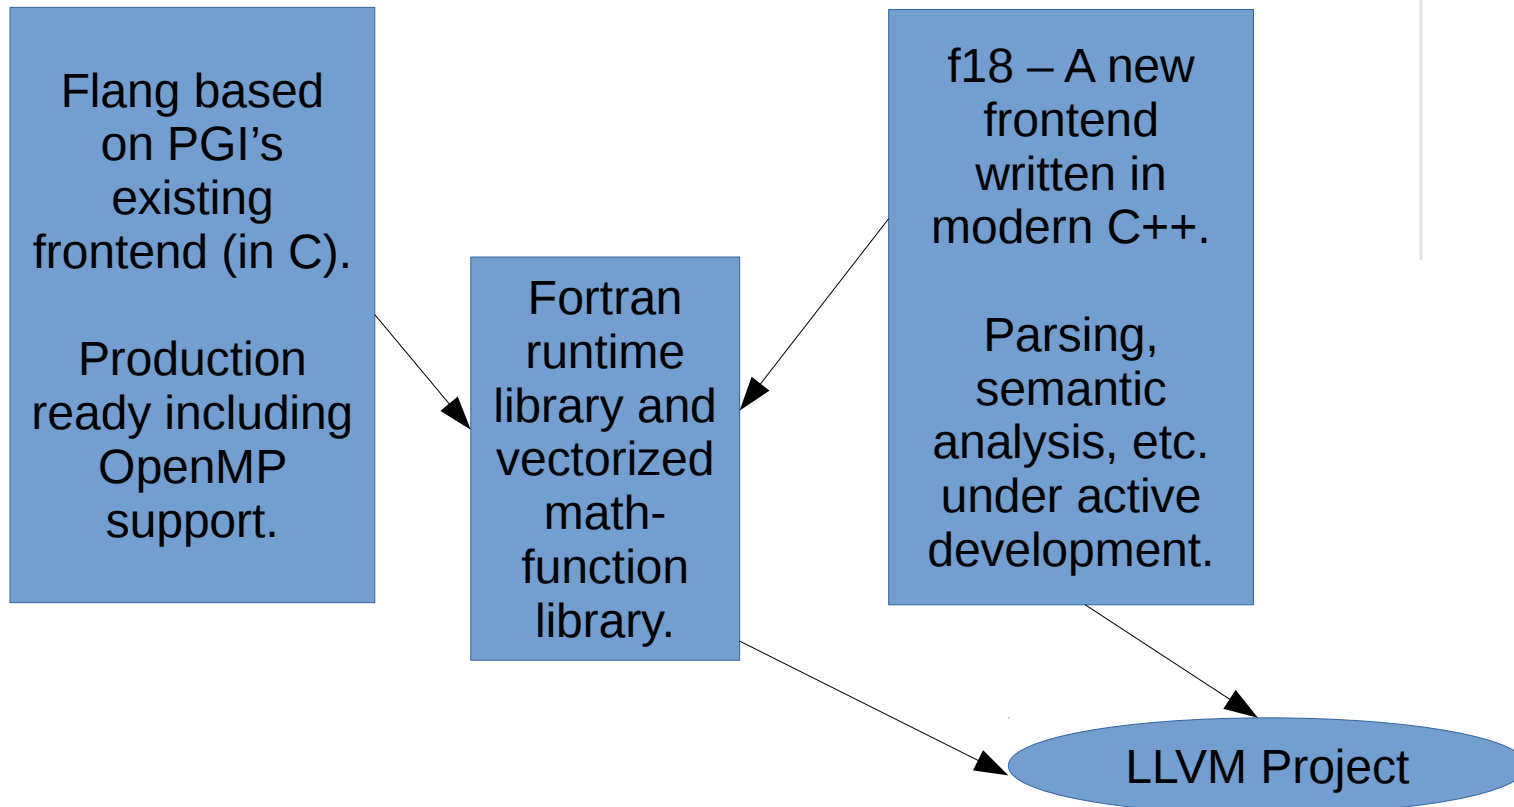 Flang based
on PGI’s
existing
frontend (in C).
Production
ready including
OpenMP
support.
Fortran
runtime
library and
vectorized
math-
function
library.
f18 – A new
frontend
written in
modern C++.
Parsing,
semantic
analysis, etc.
under active
development.
LLVM Project